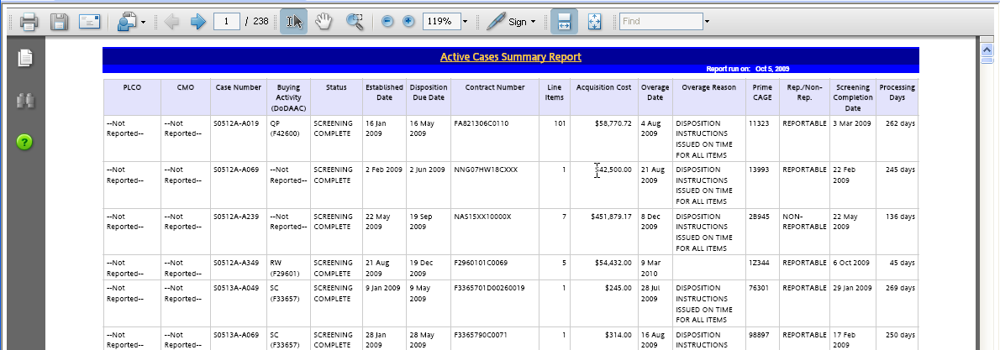 1 / 238 119% Sign Find
Active Cases Summary Report
Report run on: Oct 5, 2009
PLCO CMO Case Number Buying Activity (DoDAAC) Status Established Date Disposition Due Date Contract Number Line Items Acquisition Cost Overage Date Overage Reason Prime CAGE Rep./Non-Rep. Screening Completion Date Processing Days
--Not Reported-- --Not Reported-- S0512A-A019 QP (F42600) SCREENING COMPLETE 16 Jan 2009 16 May 2009 FA821306C0110 101 $58,770.72 4 Aug 2009 DISPOSITION INSTRUCTIONS ISSUED ON TIME FOR ALL ITEMS 11323 REPORTABLE 3 Mar 2009 262 days
--Not Reported-- --Not Reported-- S0512A-A069 --Not Reported-- SCREENING COMPLETE 2 Feb 2009 2 Jun 2009 NNG07HW18CXXX 1 $42,500.00 21 Aug 2009 DISPOSITION INSTRUCTIONS ISSUED ON TIME FOR ALL ITEMS 13993 REPORTABLE 22 Feb 2009 245 days
--Not Reported-- --Not Reported-- S0512A-A239 --Not Reported-- SCREENING COMPLETE 22 May 2009 19 Sep 2009 NAS15XX10000X 7 $451,879.17 8 Dec 2009 DISPOSITION INSTRUCTIONS ISSUED ON TIME FOR ALL ITEMS 2B945 NON-REPORTABLE 22 May 2009 136 days
--Not Reported-- --Not Reported-- S0512A-A349 RW (F29601) SCREENING COMPLETE 21 Aug 2009 19 Dec 2009 F2960101C0069 5 $54,432.00 9 Mar 2010 1Z344 REPORTABLE 6 Oct 2009 45 days
--Not Reported-- --Not Reported-- S0513A-A049 SC (F33657) SCREENING COMPLETE 9 Jan 2009 9 May 2009 F3365701D00260019 1 $245.00 28 Jul 2009 DISPOSITION INSTRUCTIONS ISSUED ON TIME FOR ALL ITEMS 76301 REPORTABLE 29 Jan 2009 269 days
--Not Reported-- --Not Reported-- S0513A-A069 SC (F33657) SCREENING COMPLETE 28 Jan 2009 28 May 2009 F3365790C0071 1 $314.00 16 Aug 2009 DISPOSITION INSTRUCTIONS 98897 REPORTABLE 17 Feb 2009 250 days